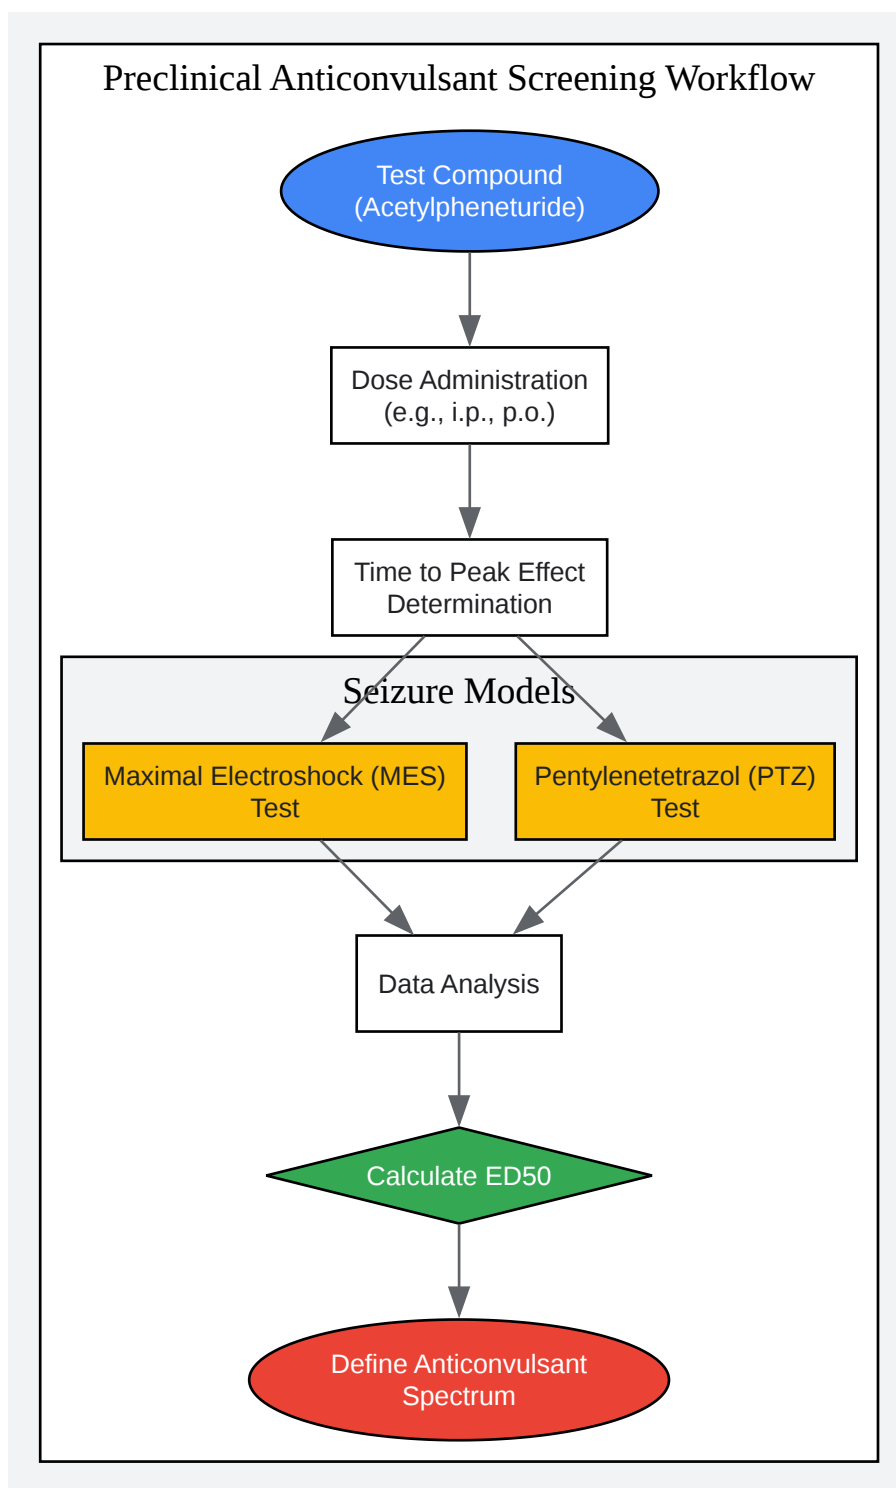 Preclinical Anticonvulsant Screening Workflow
Test Compound
(Acetylpheneturide)
Dose Administration
(e.g., i.p., p.o.)
Time to Peak Effect
Determination
Seizure Models
Maximal Electroshock (MES)
Test
Pentylenetetrazol (PTZ)
Test
Data Analysis
Calculate ED50
Define Anticonvulsant
Spectrum